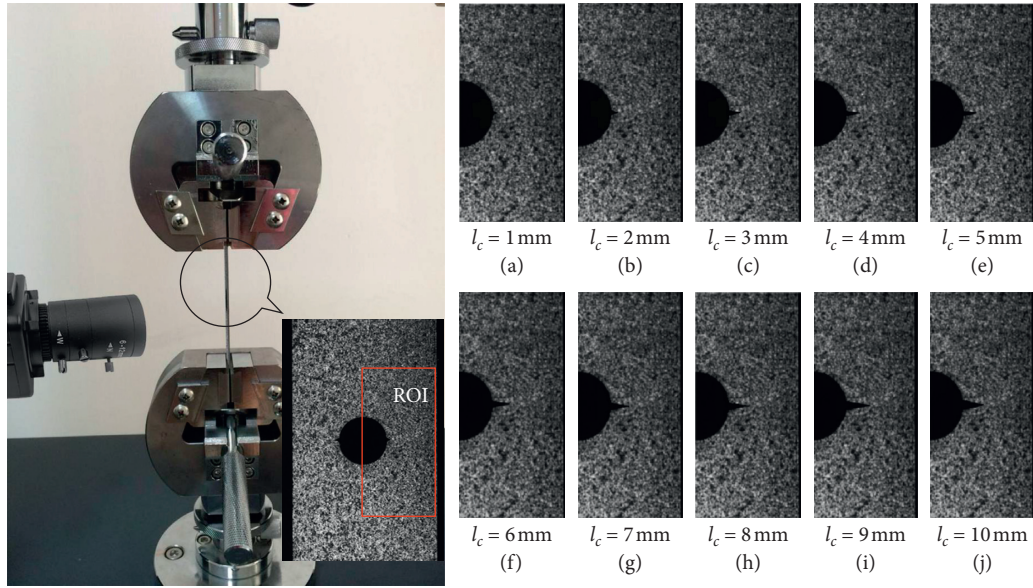 ROI
l_c = 1 mm
(a)
l_c = 2 mm
(b)
l_c = 3 mm
(c)
l_c = 4 mm
(d)
l_c = 5 mm
(e)
l_c = 6 mm
(f)
l_c = 7 mm
(g)
l_c = 8 mm
(h)
l_c = 9 mm
(i)
l_c = 10 mm
(j)